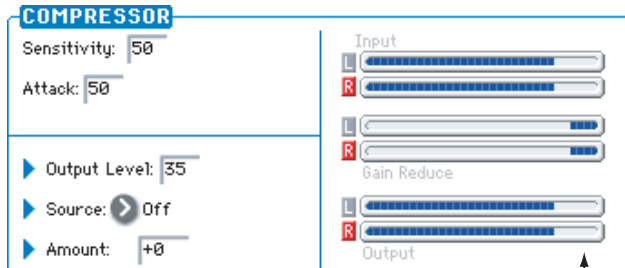 COMPRESSOR
Sensitivity: 50
Attack: 50
Output Level: 35
Source: Off
Amount: +0
Input
L
R
L
R
Gain Reduce
L
R
Output